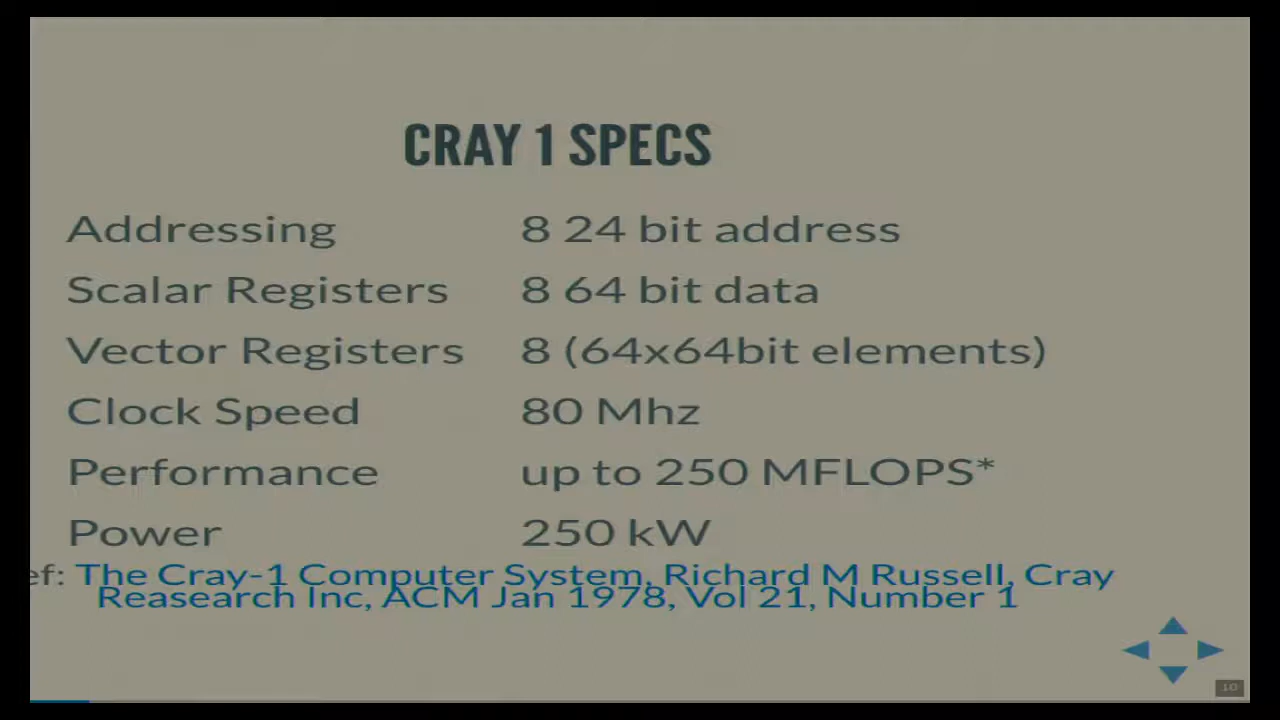 CRAY 1 SPECS
Addressing 8 24 bit address
Scalar Registers 8 64 bit data
Vector Registers 8 (64x64bit elements)
Clock Speed 80 Mhz
Performance up to 250 MFLOPS*
Power 250 kW
ef: The Cray-1 Computer System, Richard M Russell, Cray
Reasearch Inc, ACM Jan 1978, Vol 21, Number 1
10